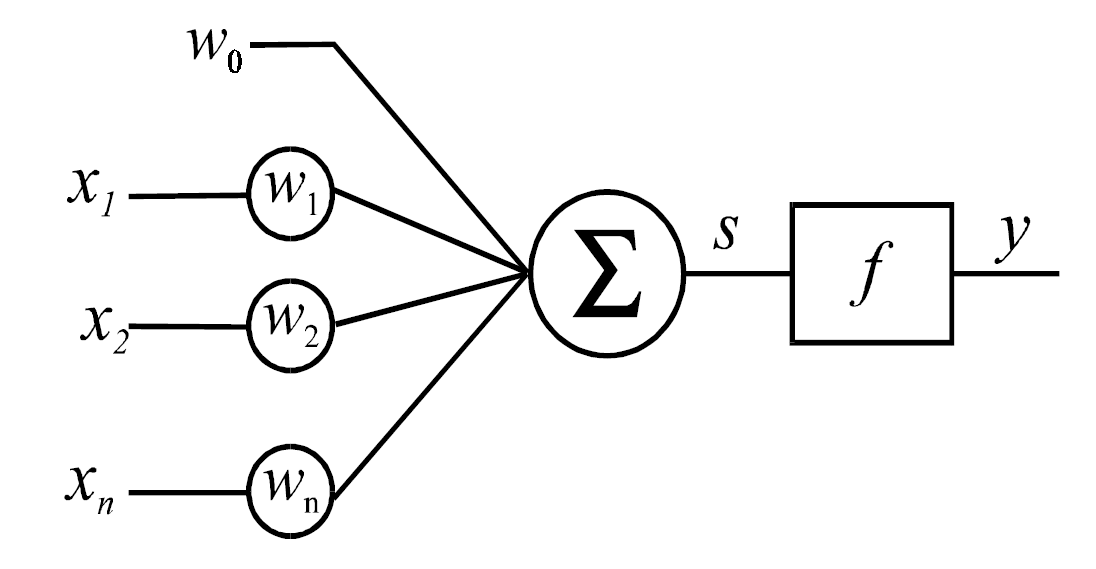 w₀
x₁ w₁
x₂ w₂
xₙ wₙ
Σ s f y